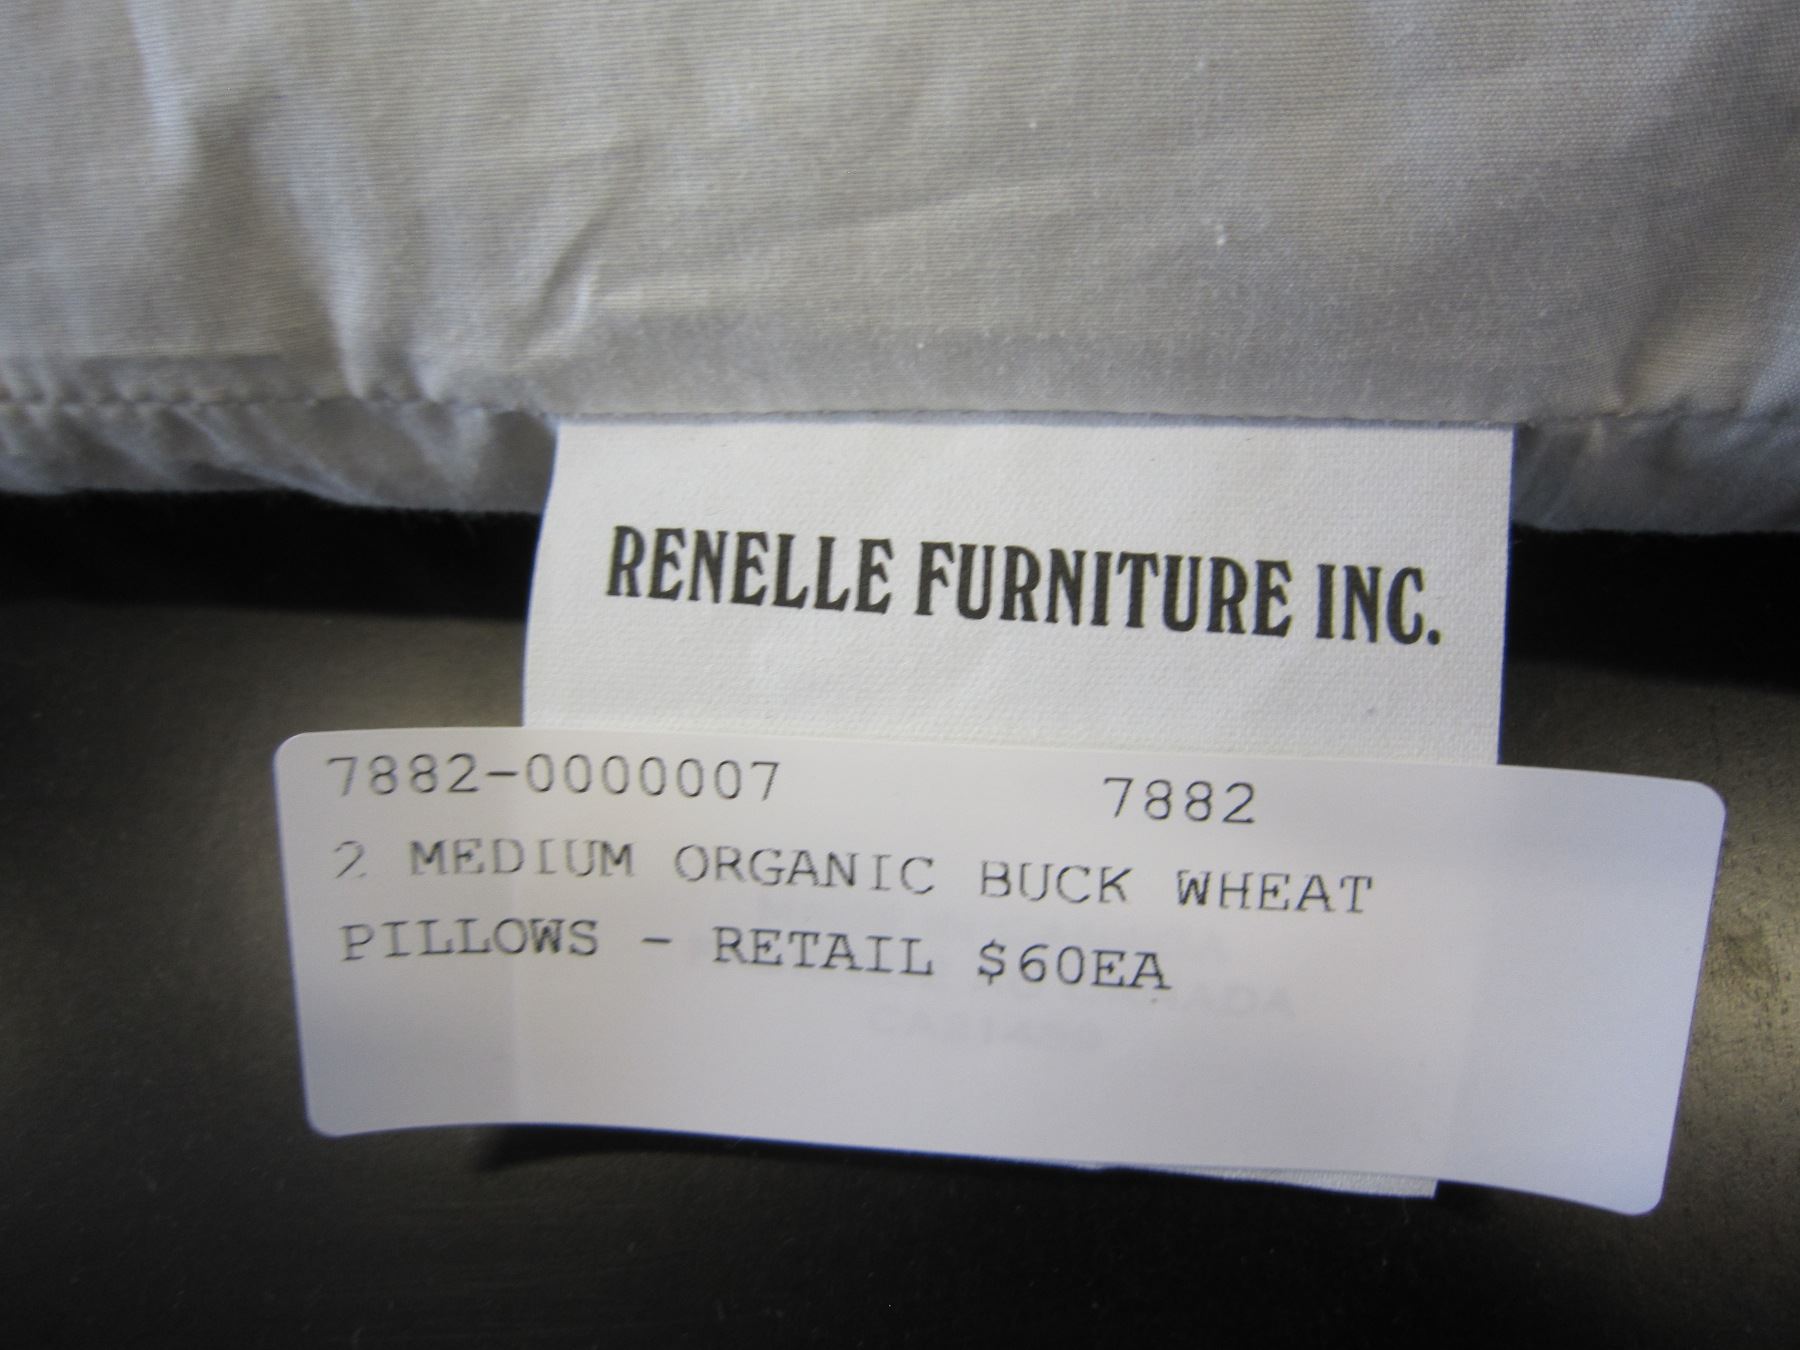 RENELLE FURNITURE INC.
7882-0000007 7882
2 MEDIUM ORGANIC BUCK WHEAT
PILLOWS - RETAIL $60EA